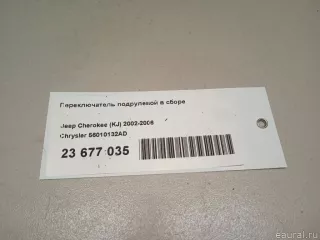 Переключатель подрулевой в сборе
Jeep Cherokee (KJ) 2002-2006
Chrysler 56010132AD
23 677 035
eaural.ru